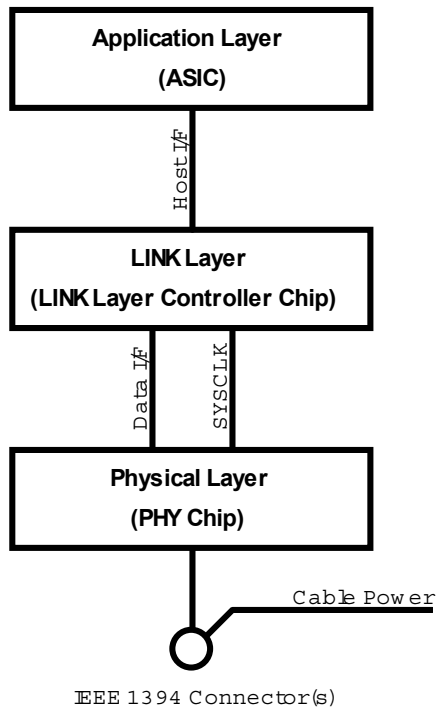 Application Layer
(ASIC)
Host I/F
LINK Layer
(LINK Layer Controller Chip)
Data I/F
SYSCLK
Physical Layer
(PHY Chip)
Cable Power
IEEE 1394 Connector(s)